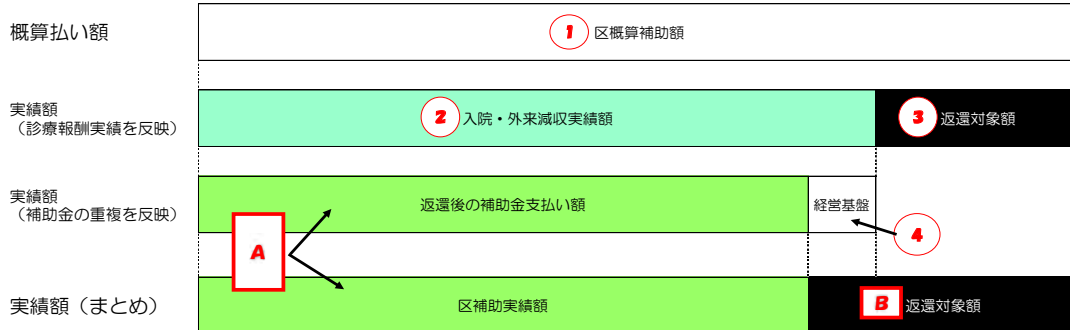 概算払い額
1 区概算補助額
実績額
（診療報酬実績を反映）
2 入院・外来減収実績額
3 返還対象額
実績額
（補助金の重複を反映）
返還後の補助金支払い額
経営基盤
4
A
実績額（まとめ）
区補助実績額
B 返還対象額